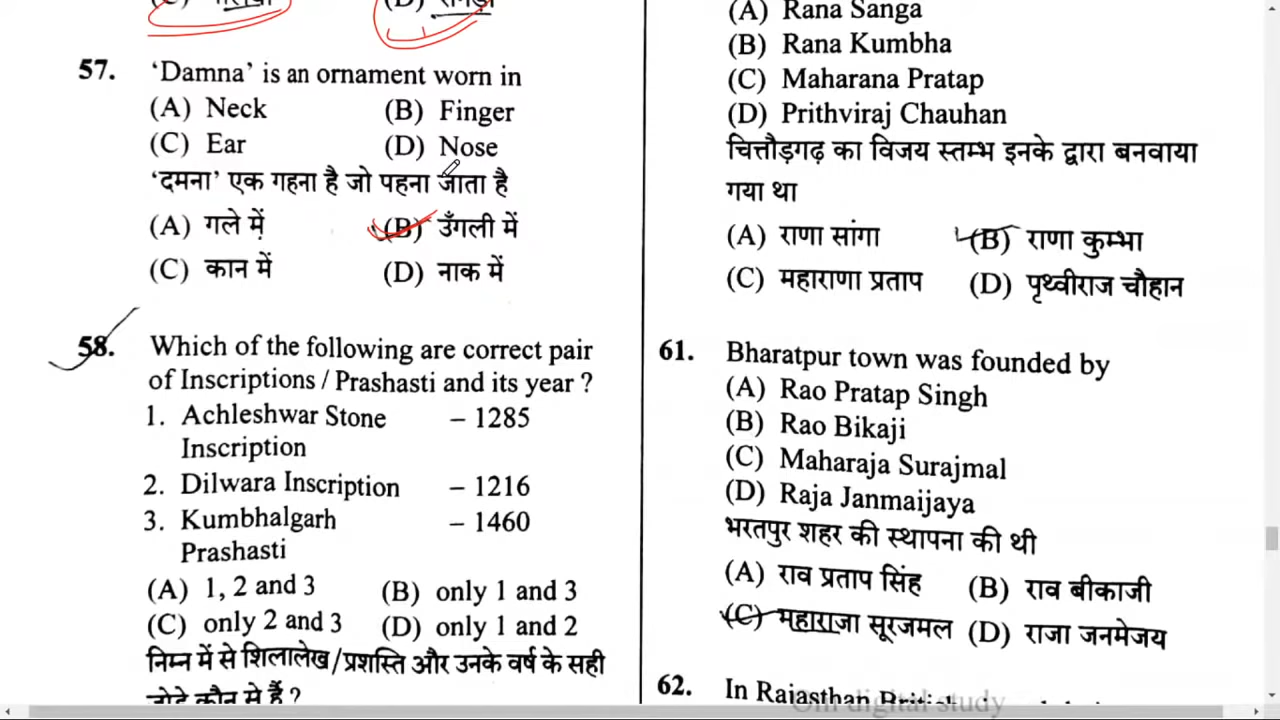 57. ‘Damna’ is an ornament worn in
(A) Neck (B) Finger
(C) Ear (D) Nose
‘दमना’ एक गहना है जो पहना जाता है
(A) गले में (B) उँगली में
(C) कान में (D) नाक में
58. Which of the following are correct pair
of Inscriptions / Prashasti and its year ?
1. Achleshwar Stone – 1285
Inscription
2. Dilwara Inscription – 1216
3. Kumbhalgarh – 1460
Prashasti
(A) 1, 2 and 3 (B) only 1 and 3
(C) only 2 and 3 (D) only 1 and 2
निम्न में से शिलालेख/प्रशस्ति और उनके वर्ष के सही
जोड़े कौन से हैं ?
(A) Rana Sanga
(B) Rana Kumbha
(C) Maharana Pratap
(D) Prithviraj Chauhan
चित्तौड़गढ़ का विजय स्तम्भ इनके द्वारा बनवाया
गया था
(A) राणा सांगा (B) राणा कुम्भा
(C) महाराणा प्रताप (D) पृथ्वीराज चौहान
61. Bharatpur town was founded by
(A) Rao Pratap Singh
(B) Rao Bikaji
(C) Maharaja Surajmal
(D) Raja Janmaijaya
भरतपुर शहर की स्थापना की थी
(A) राव प्रताप सिंह (B) राव बीकाजी
(C) महाराजा सूरजमल (D) राजा जनमेजय
62. In Rajasthan
Om digital study